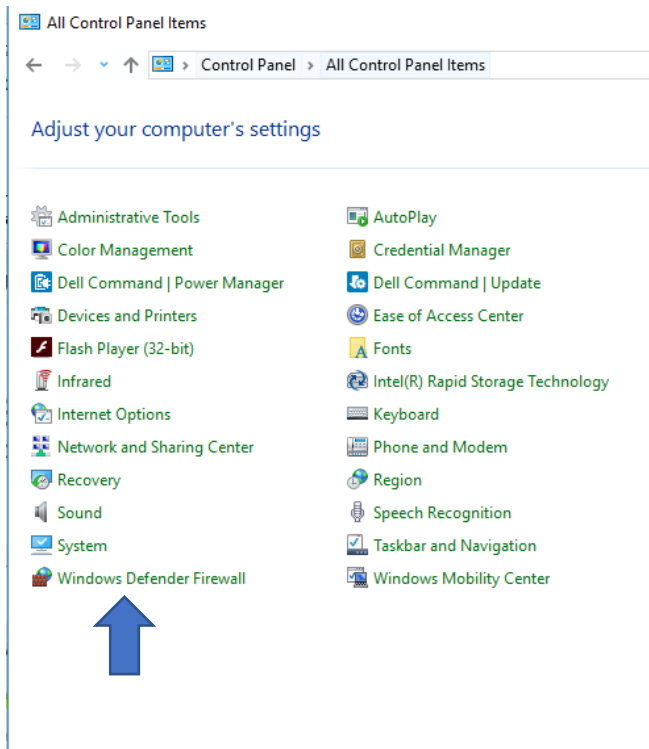 All Control Panel Items
Control Panel > All Control Panel Items
Adjust your computer's settings
Administrative Tools
AutoPlay
Color Management
Credential Manager
Dell Command | Power Manager
Dell Command | Update
Devices and Printers
Ease of Access Center
Flash Player (32-bit)
Fonts
Infrared
Intel(R) Rapid Storage Technology
Internet Options
Keyboard
Network and Sharing Center
Phone and Modem
Recovery
Region
Sound
Speech Recognition
System
Taskbar and Navigation
Windows Defender Firewall
Windows Mobility Center